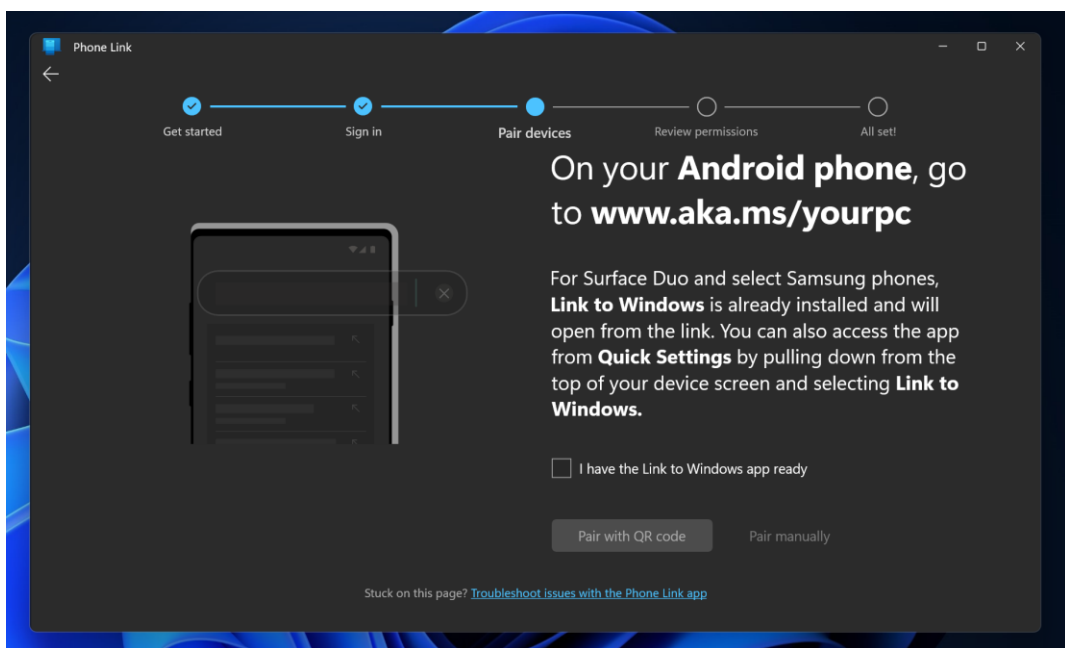 Phone Link
Get started
Sign in
Pair devices
Review permissions
All set!
On your Android phone, go
to www.aka.ms/yourpc
For Surface Duo and select Samsung phones,
Link to Windows is already installed and will
open from the link. You can also access the app
from Quick Settings by pulling down from the
top of your device screen and selecting Link to
Windows.
I have the Link to Windows app ready
Pair with QR code
Pair manually
Stuck on this page? Troubleshoot issues with the Phone Link app